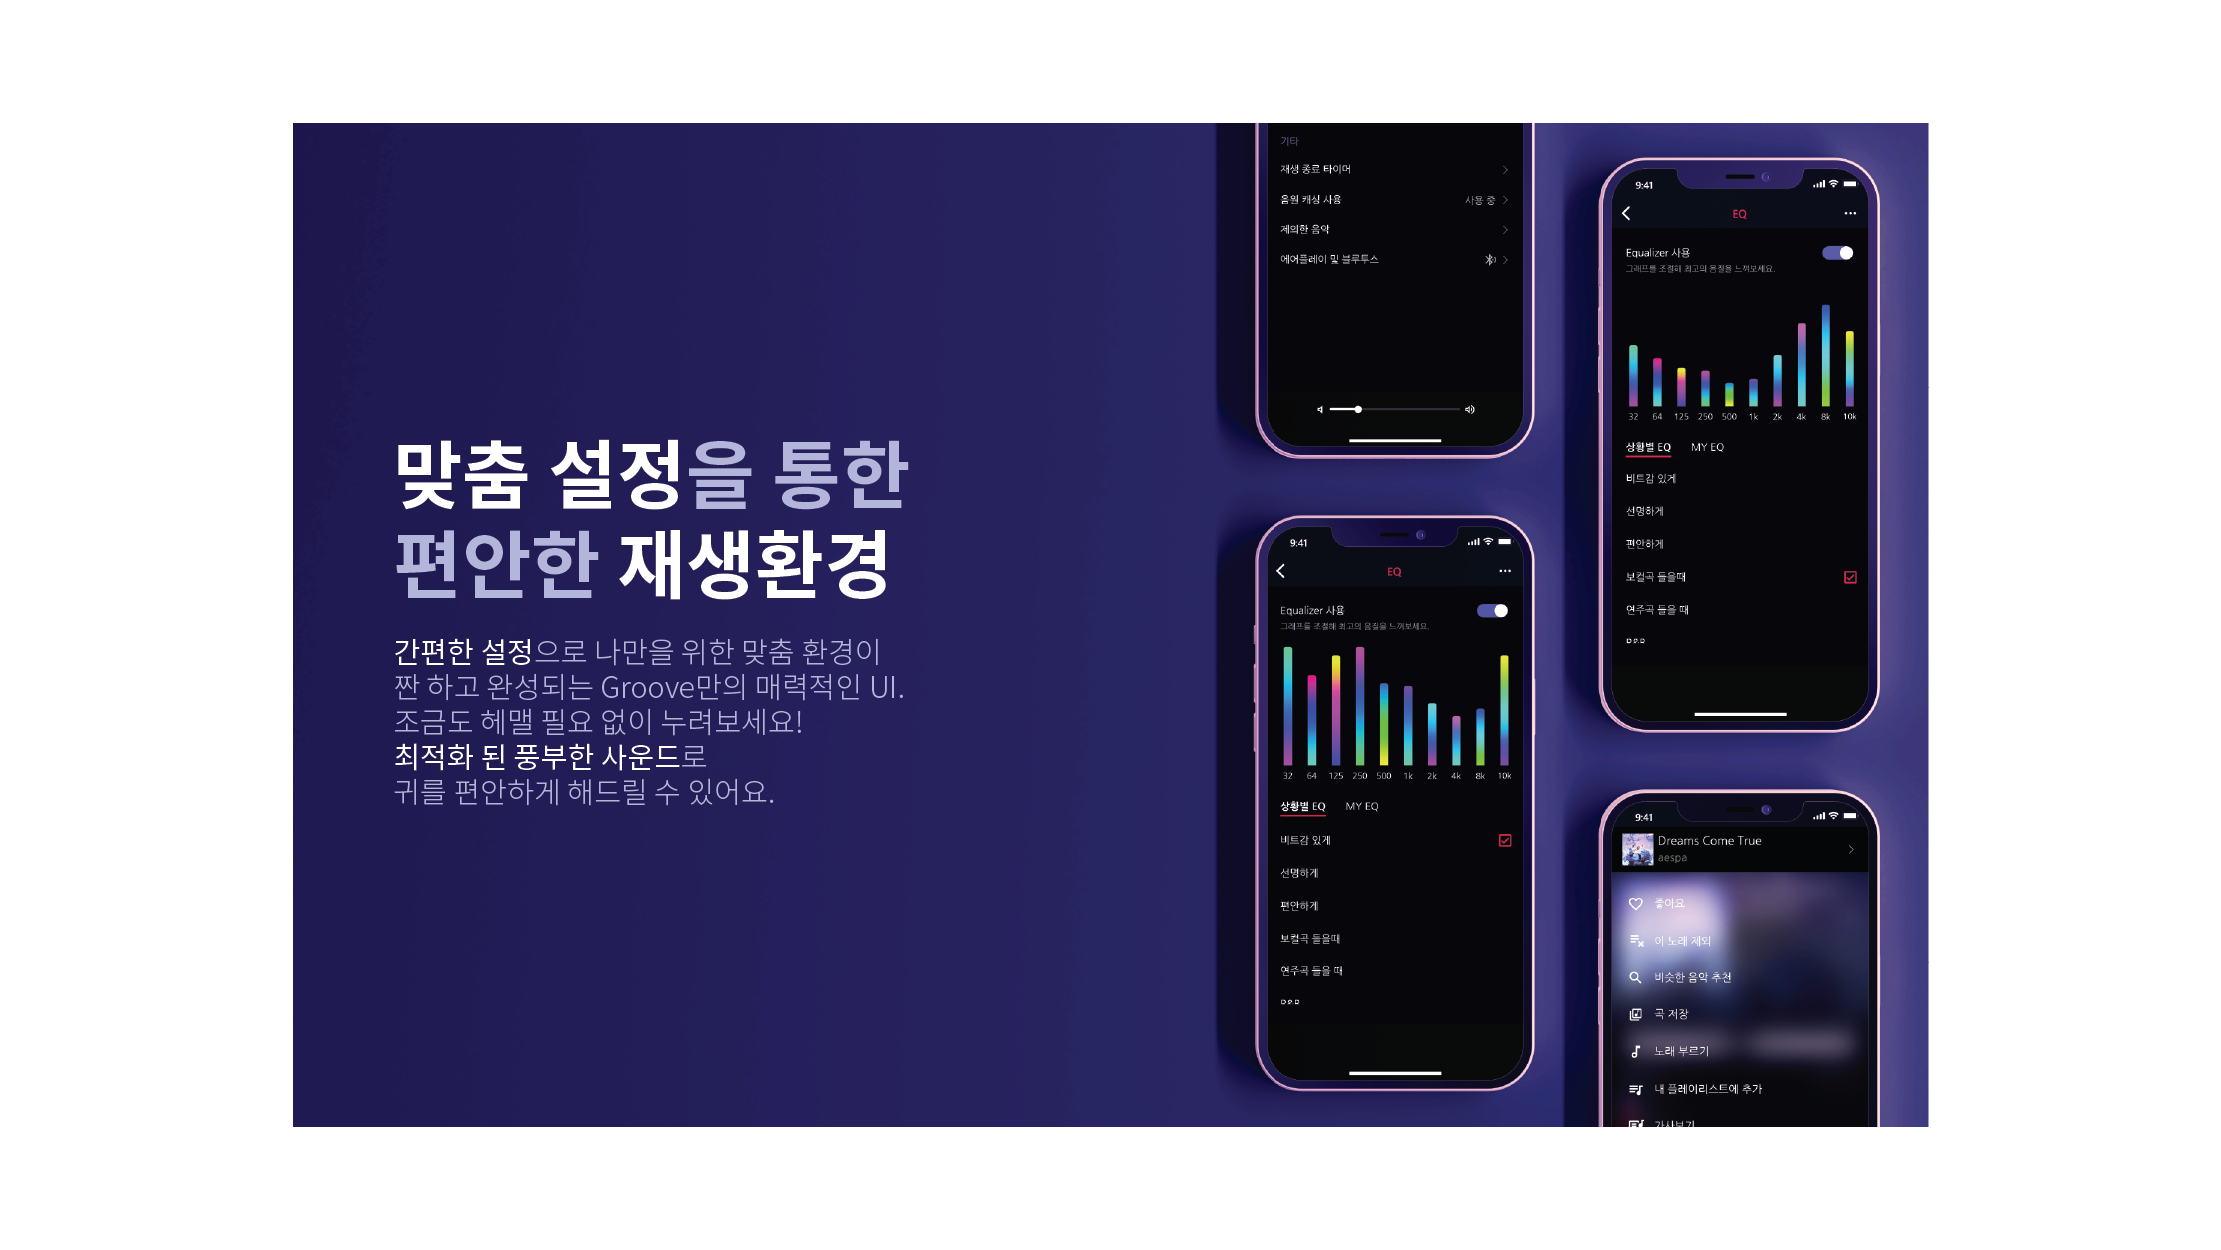 맞춤 설정을 통한
편안한 재생환경
간편한 설정으로 나만을 위한 맞춤 환경이
짠 하고 완성되는 Groove만의 매력적인 UI.
조금도 헤맬 필요 없이 누려보세요!
최적화 된 풍부한 사운드로
귀를 편안하게 해드릴 수 있어요.
기타
재생 종료 타이머
음원 캐싱 사용 사용 중
제외한 음악
에어플레이 및 블루투스
9:41
EQ
Equalizer 사용
그래프를 조절해 최고의 음질을 느껴보세요.
32 64 125 250 500 1k 2k 4k 8k 10k
상황별 EQ MY EQ
비트감 있게
선명하게
편안하게
보컬곡 들을때
연주곡 들을 때
9:41
EQ
Equalizer 사용
그래프를 조절해 최고의 음질을 느껴보세요.
32 64 125 250 500 1k 2k 4k 8k 10k
상황별 EQ MY EQ
비트감 있게
선명하게
편안하게
보컬곡 들을때
연주곡 들을 때
9:41
Dreams Come True
aespa
좋아요
이 노래 제외
비슷한 음악 추천
곡 저장
노래 부르기
내 플레이리스트에 추가
가사보기